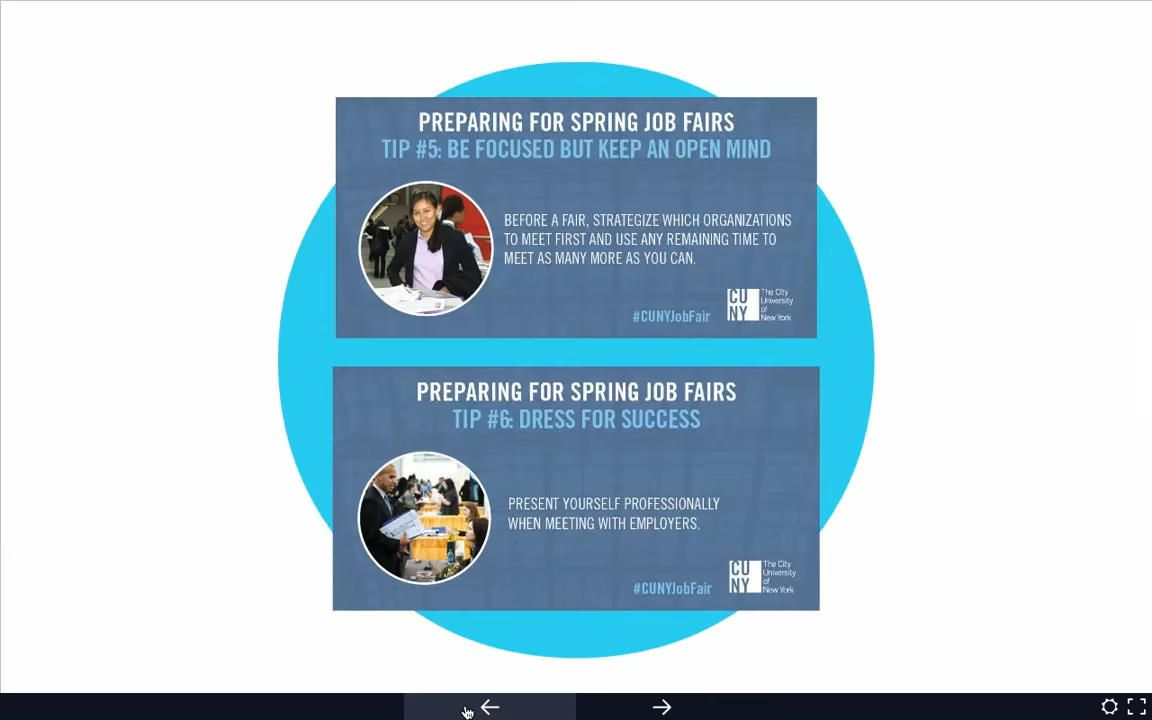 PREPARING FOR SPRING JOB FAIRS
TIP #5: BE FOCUSED BUT KEEP AN OPEN MIND
BEFORE A FAIR, STRATEGIZE WHICH ORGANIZATIONS
TO MEET FIRST AND USE ANY REMAINING TIME TO
MEET AS MANY MORE AS YOU CAN.
#CUNYJobFair
CU
NY
The City
University
of
New York
PREPARING FOR SPRING JOB FAIRS
TIP #6: DRESS FOR SUCCESS
PRESENT YOURSELF PROFESSIONALLY
WHEN MEETING WITH EMPLOYERS.
#CUNYJobFair
CU
NY
The City
University
of
New York